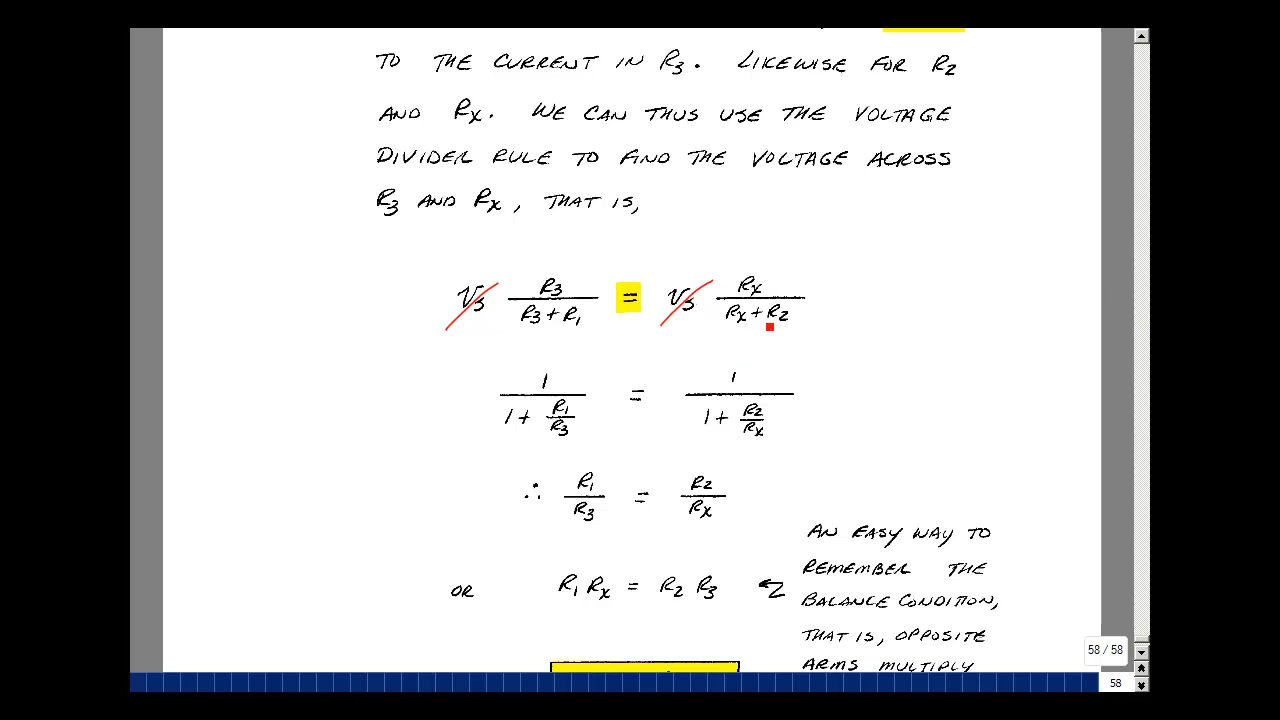 TO THE CURRENT IN R3. LIKEWISE FOR R2
AND RX. WE CAN THUS USE THE VOLTAGE
DIVIDER RULE TO FIND THE VOLTAGE ACROSS
R3 AND RX, THAT IS,
VS R3 / (R3 + R1) = VS RX / (RX + R2)
1 / (1 + R1/R3) = 1 / (1 + R2/RX)
∴ R1/R3 = R2/RX
OR R1 RX = R2 R3
AN EASY WAY TO
REMEMBER THE
BALANCE CONDITION,
THAT IS, OPPOSITE
ARMS MULTIPLY
58 / 58
58